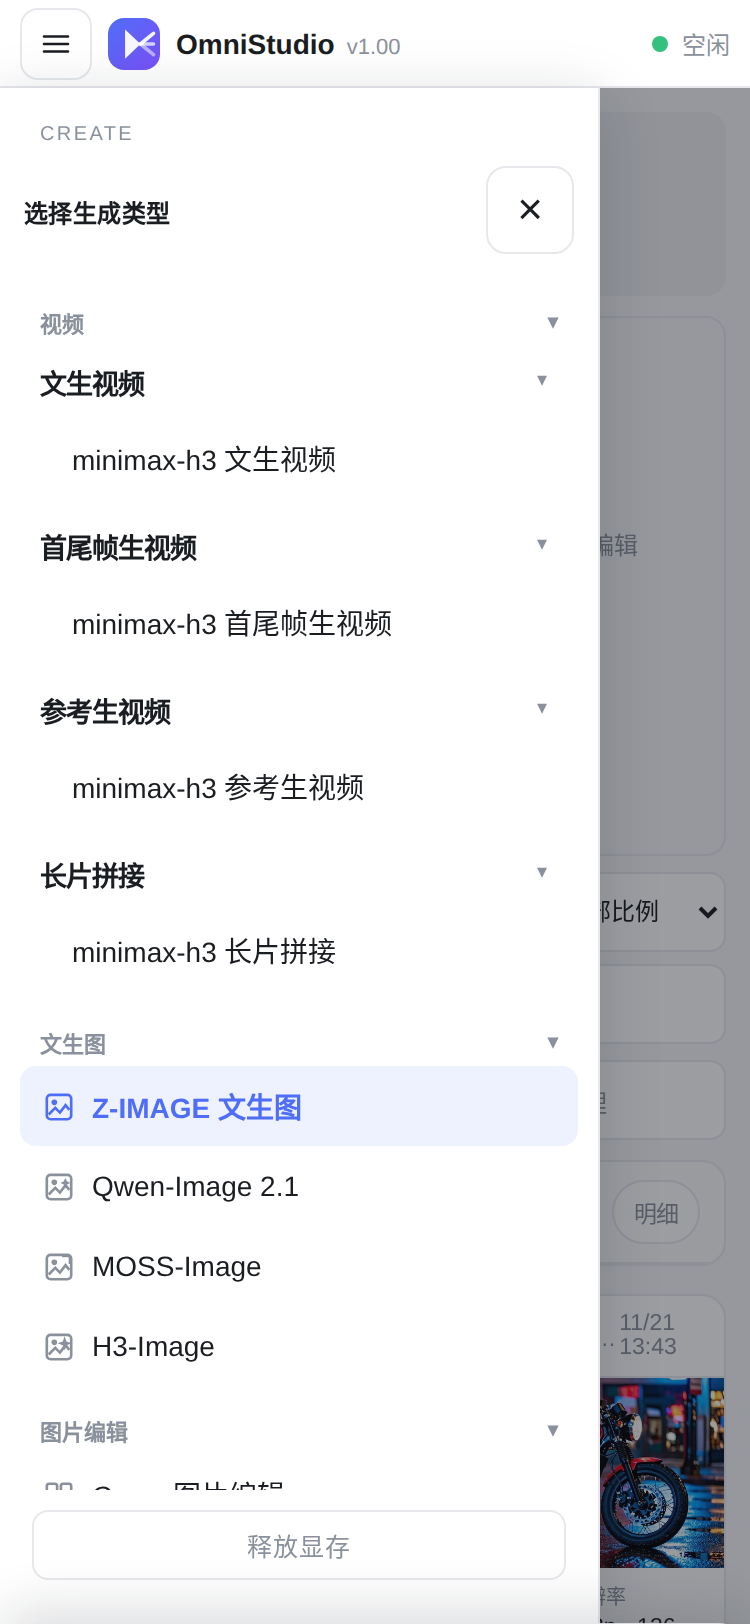 OmniStudio v1.00
空闲
CREATE
选择生成类型
视频
文生视频
minimax-h3 文生视频
首尾帧生视频
minimax-h3 首尾帧生视频
参考生视频
minimax-h3 参考生视频
长片拼接
minimax-h3 长片拼接
文生图
Z-IMAGE 文生图
Qwen-Image 2.1
MOSS-Image
H3-Image
图片编辑
释放显存
编辑
部比例
明细
11/21
13:43
辨率